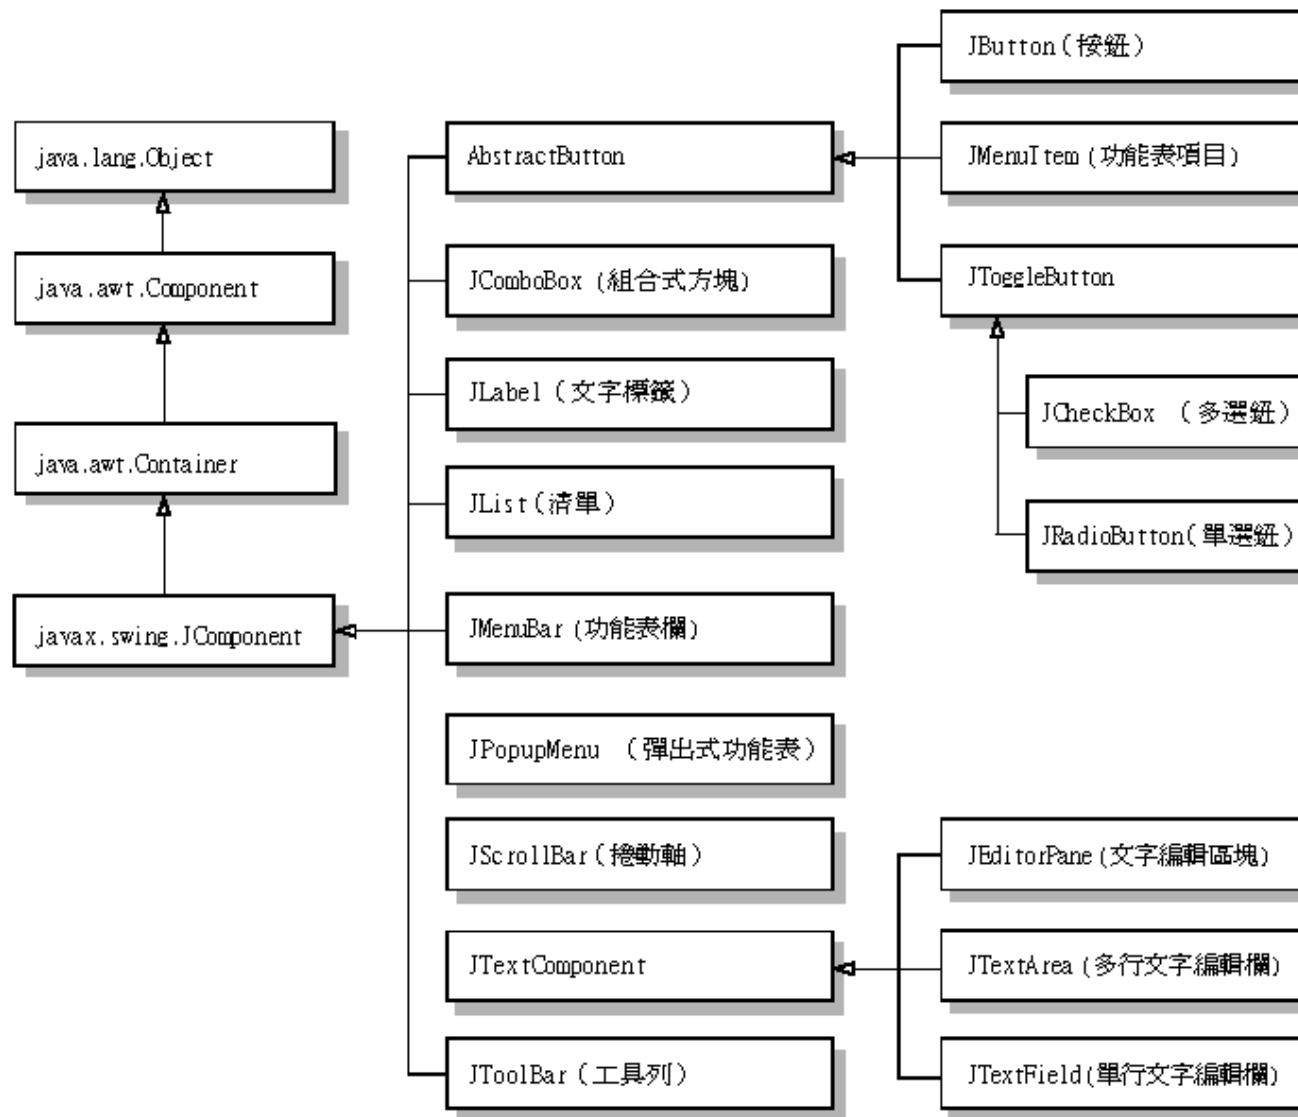 java.lang.Object
java.awt.Component
java.awt.Container
javax.swing.JComponent
AbstractButton
JComboBox (組合式方塊)
JLabel (文字標籤)
JList (清單)
JMenuBar (功能表欄)
JPopupMenu (彈出式功能表)
JScrollBar (捲動軸)
JTextComponent
JToolBar (工具列)
JButton (按鈕)
JMenuItem (功能表項目)
JToggleButton
JCheckBox (多選鈕)
JRadioButton (單選鈕)
JEditorPane (文字編輯區塊)
JTextArea (多行文字編輯欄)
JTextField (單行文字編輯欄)